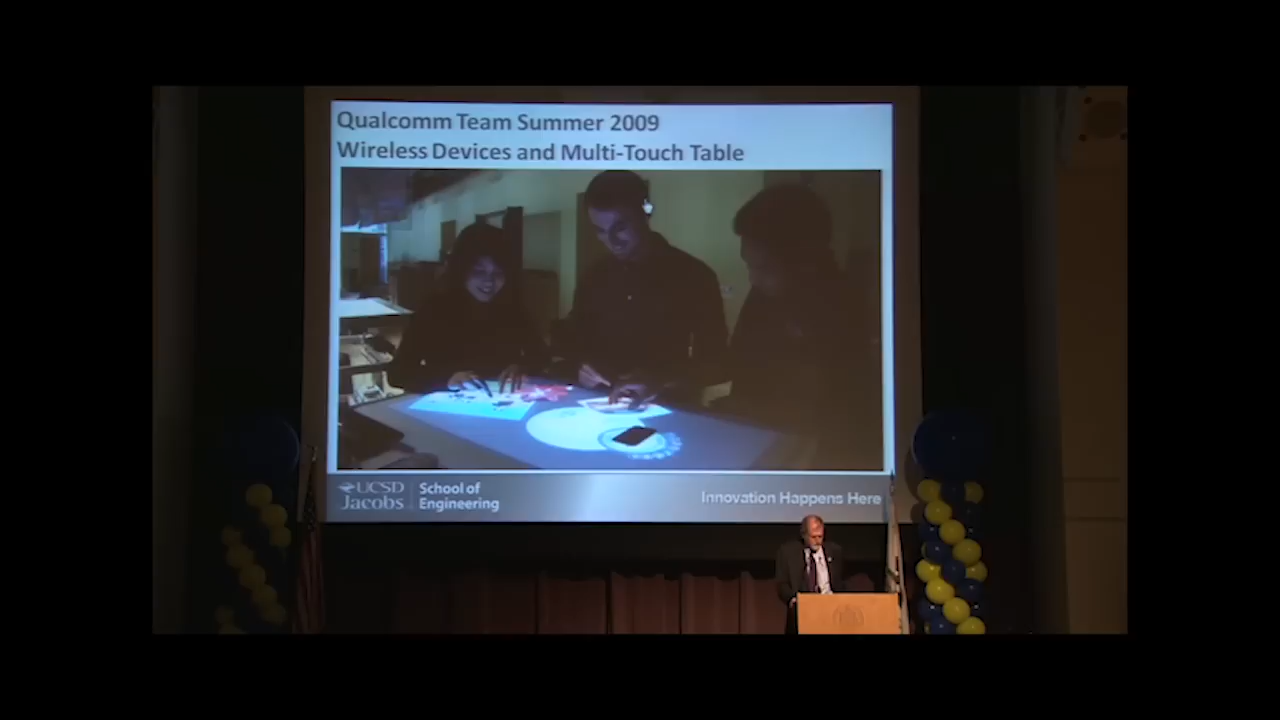 Qualcomm Team Summer 2009
Wireless Devices and Multi-Touch Table
UCSD
Jacobs
School of
Engineering
Innovation Happens Here